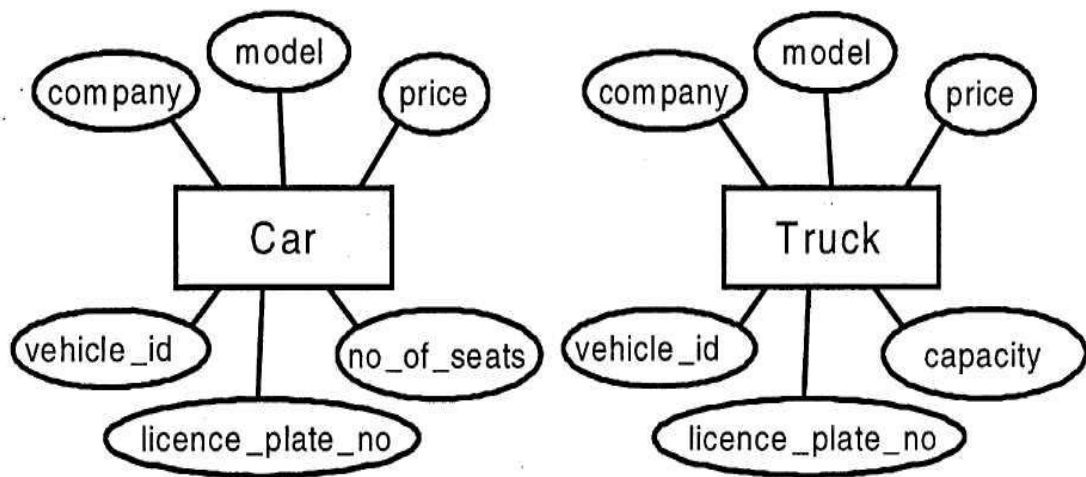 model
company
price
Car
vehicle_id
no_of_seats
licence_plate_no
model
company
price
Truck
vehicle_id
capacity
licence_plate_no